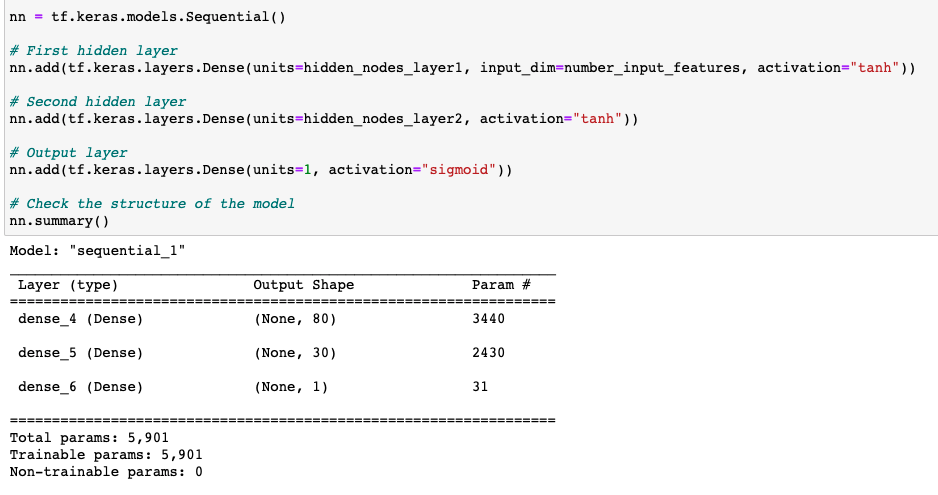 nn = tf.keras.models.Sequential()
# First hidden layer
nn.add(tf.keras.layers.Dense(units=hidden_nodes_layer1, input_dim=number_input_features, activation="tanh"))
# Second hidden layer
nn.add(tf.keras.layers.Dense(units=hidden_nodes_layer2, activation="tanh"))
# Output layer
nn.add(tf.keras.layers.Dense(units=1, activation="sigmoid"))
# Check the structure of the model
nn.summary()
Model: "sequential_1"
_________________________________________________________________
Layer (type) Output Shape Param #
=================================================================
dense_4 (Dense) (None, 80) 3440
dense_5 (Dense) (None, 30) 2430
dense_6 (Dense) (None, 1) 31
=================================================================
Total params: 5,901
Trainable params: 5,901
Non-trainable params: 0